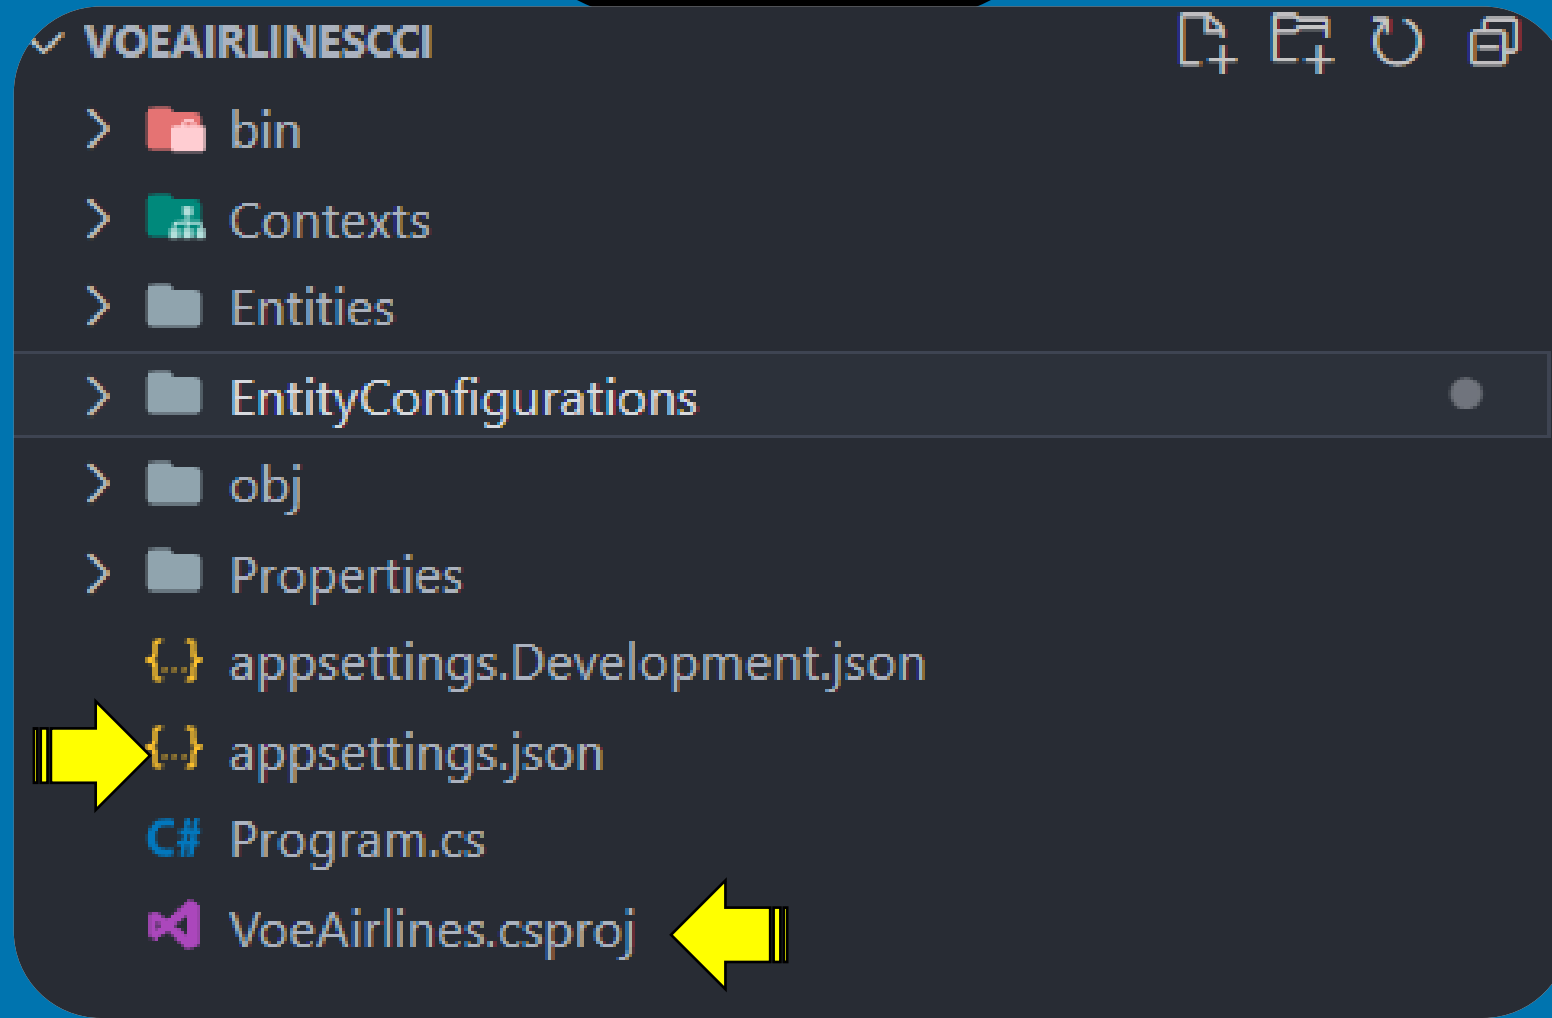 VOEAIRLINESCCI
bin
Contexts
Entities
EntityConfigurations
obj
Properties
{..} appsettings.Development.json
{..} appsettings.json
C# Program.cs
VoeAirlines.csproj